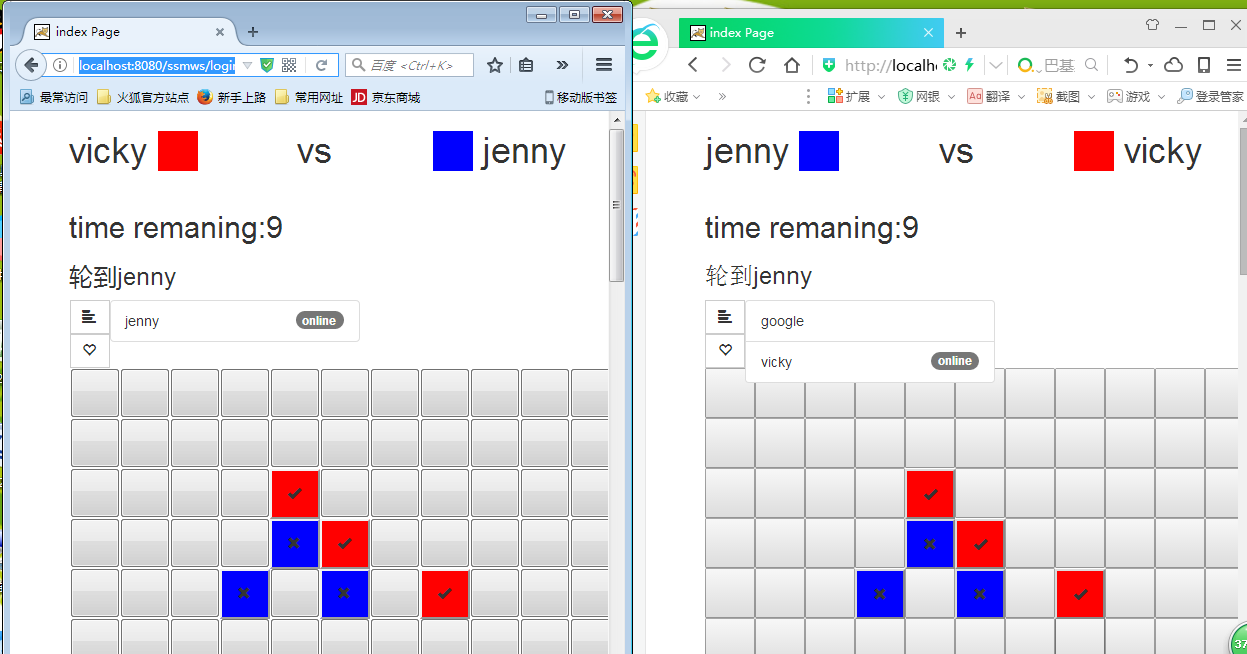 index Page
localhost:8080/ssmws/login
百度 <Ctrl+K>
最常访问 火狐官方站点 新手上路 常用网址 JD 京东商城 移动版书签
vicky vs jenny
time remaning:9
轮到jenny
jenny online
index Page
http://localho
巴基
收藏 » 扩展 网银 Aa 翻译 截图 游戏 登录管家
jenny vs vicky
time remaning:9
轮到jenny
google
vicky online
37